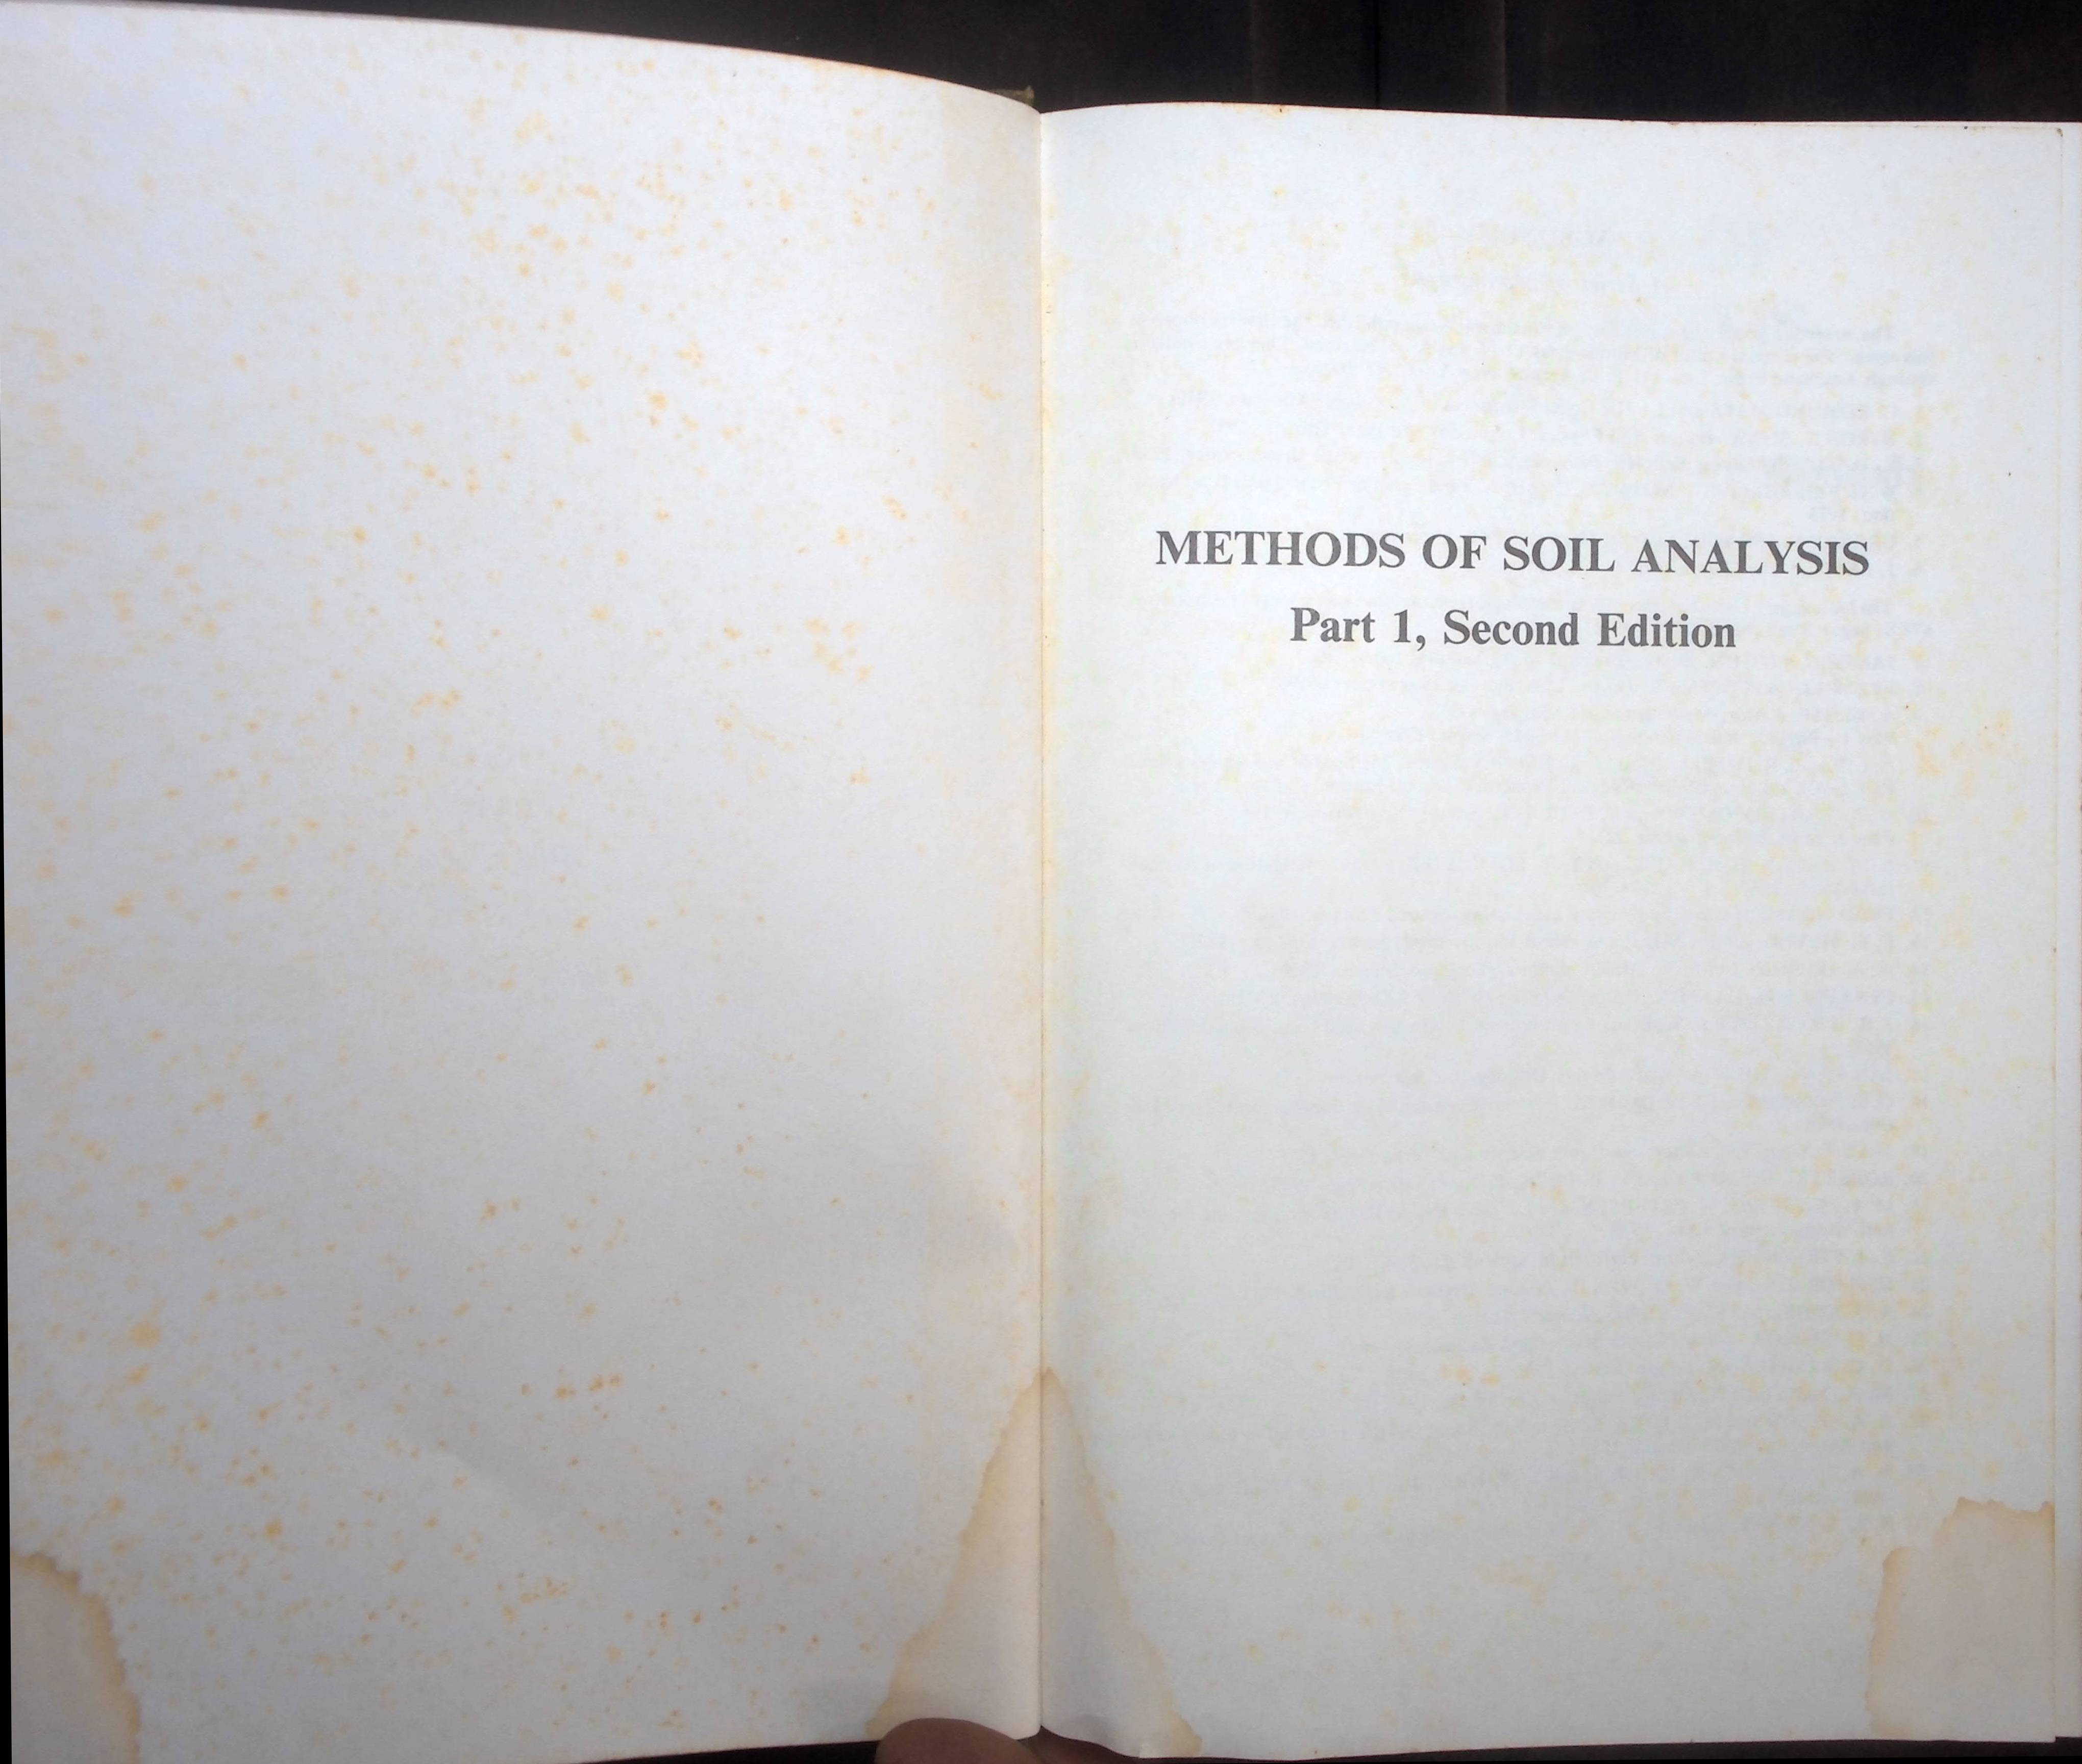 METHODS OF SOIL ANALYSIS
Part 1, Second Edition